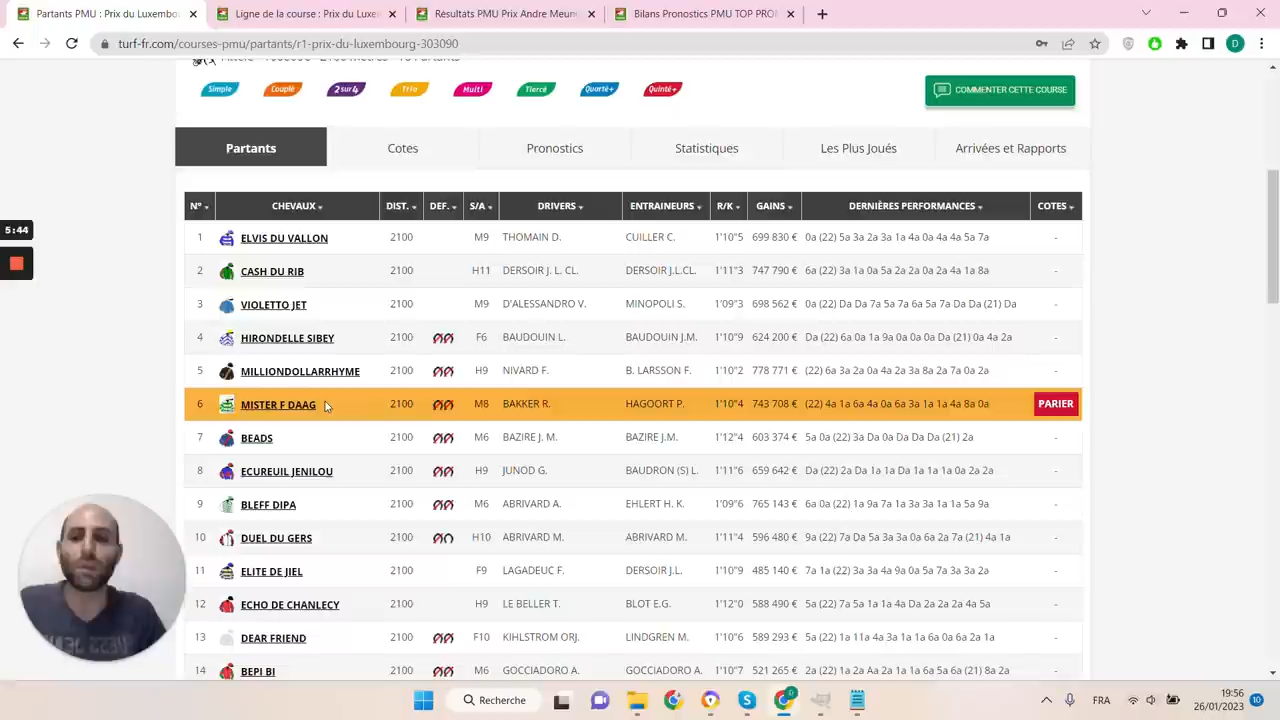 Partants PMU : Prix du Luxembou
Ligne de jeu PMU : Partants, Qui
Résultats PMU Prix Andre Meune
Bilans Pronostics PMU TOP PRO
turf-fr.com/courses-pmu/partants/r1-prix-du-luxembourg-303090
D
Simple Couplé 2sur4 Trio Multi Tiercé Quarté+ Quinté+
COMMENTER CETTE COURSE
Partants Cotes Pronostics Statistiques Les Plus Joués Arrivées et Rapports
N° CHEVAUX DIST. DEF. S/A DRIVERS ENTRAINEURS R/K GAINS DERNIÈRES PERFORMANCES COTES
5:44
1 ELVIS DU VALLON 2100 M9 THOMAIN D. CUILLER C. 1'10"5 699 830 € 0a (22) 5a 3a 2a 3a 1a 4a 0a 4a 4a 5a 7a -
2 CASH DU RIB 2100 H11 DERSOIR J. L. CL. DERSOIR J.L.CL. 1'11"3 747 790 € 6a (22) 3a 1a 0a 5a 2a 2a 0a 2a 4a 1a 8a -
3 VIOLETTO JET 2100 M9 D'ALESSANDRO V. MINOPOLI S. 1'09"3 698 562 € 0a (22) Da Da 7a 5a 7a 6a 5a 7a Da Da (21) Da -
4 HIRONDELLE SIBEY 2100 F6 BAUDOUIN L. BAUDOUIN J.M. 1'10"9 624 200 € Da (22) 6a 0a 1a 9a 0a 0a 0a Da (21) 0a 4a 2a -
5 MILLIONDOLLARRHYME 2100 H9 NIVARD F. B. LARSSON F. 1'10"2 778 771 € (22) 6a 3a 0a 2a 4a 2a 3a 8a 2a 7a 0a 2a -
6 MISTER F DAAG 2100 M8 BAKKER R. HAGOORT P. 1'10"4 743 708 € (22) 4a 1a 6a 4a 0a 6a 3a 1a 1a 4a 8a 0a PARIER
7 BEADS 2100 M6 BAZIRE J. M. BAZIRE J.M. 1'12"4 603 374 € 5a 0a (22) 3a Da 0a Da Da Da (21) 2a -
8 ECUREUIL JENILOU 2100 H9 JUNOD G. BAUDRON (S) L. 1'11"6 659 642 € Da (22) 2a Da 1a 1a Da 1a 1a 1a 0a 2a 2a -
9 BLEFF DIPA 2100 M6 ABRIVARD A. EHLERT H. K. 1'09"6 765 143 € 6a 0a (22) 1a 9a 7a 1a 3a 3a 1a 1a 5a 9a -
10 DUEL DU GERS 2100 H10 ABRIVARD M. ABRIVARD M. 1'11"4 596 480 € 9a (22) 7a Da 5a 3a 3a 0a 6a 2a 7a (21) 4a 1a -
11 ELITE DE JIEL 2100 F9 LAGADEUC F. DERSOIR J.L. 1'10"9 485 140 € 7a 1a (22) 3a 3a 4a 9a 0a 5a 7a 3a 3a 2a -
12 ECHO DE CHANLECY 2100 H9 LE BELLER T. BLOT E.G. 1'12"0 588 490 € 5a (22) 7a 5a 1a 1a 4a Da 2a 2a 2a 4a 5a -
13 DEAR FRIEND 2100 F10 KIHLSTROM ORJ. LINDGREN M. 1'10"6 589 293 € 5a (22) 1a 11a 4a 3a 1a 1a 0a 0a 6a 2a 1a -
14 BEPI BI 2100 M6 GOCCIADORO A. GOCCIADORO A. 1'10"7 521 265 € 2a (22) 1a 2a Aa 2a 1a 1a 6a 5a 6a (21) 8a 2a -
Recherche
FRA
19:56
26/01/2023